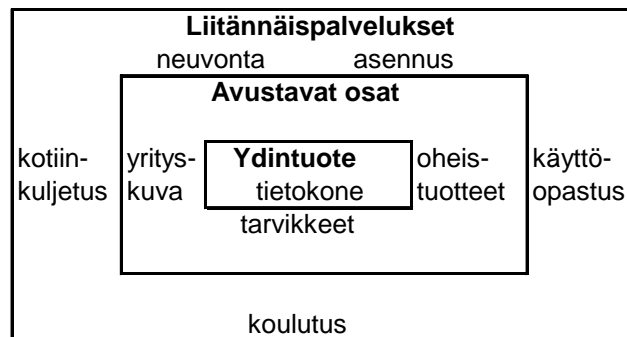 Liitännäispalvelukset
neuvonta asennus
Avustavat osat
kotiin- yritys- Ydintuote oheis- käyttö-
kuljetus kuva tietokone tuotteet opastus
tarvikkeet
koulutus